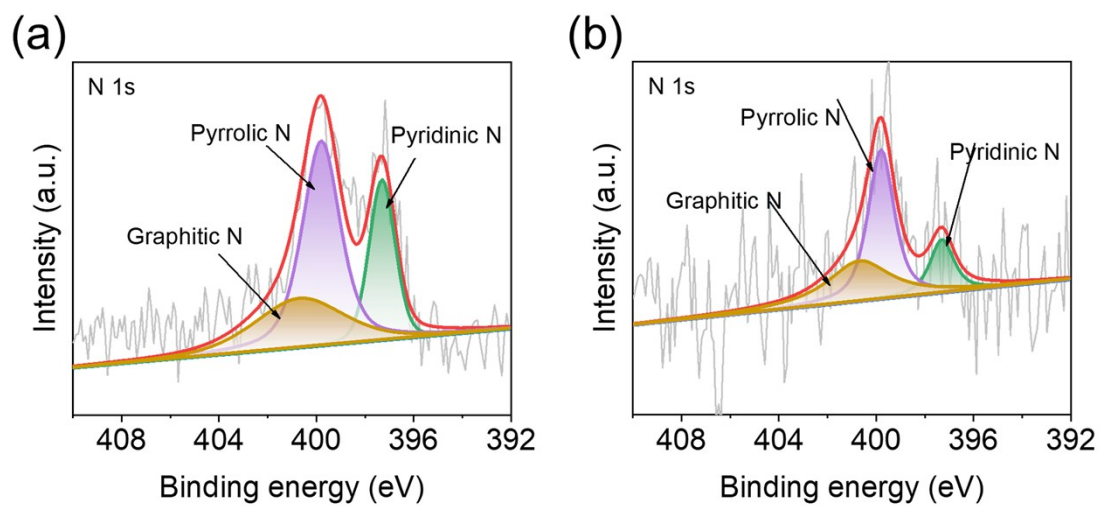 (a)
N 1s
Pyrrolic N
Pyridinic N
Graphitic N
Intensity (a.u.)
408 404 400 396 392
Binding energy (eV)
(b)
N 1s
Pyrrolic N
Pyridinic N
Graphitic N
Intensity (a.u.)
408 404 400 396 392
Binding energy (eV)